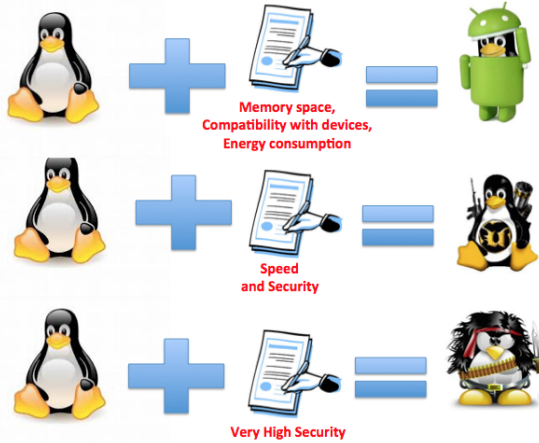 Memory space,
Compatibility with devices,
Energy consumption
Speed
and Security
Very High Security